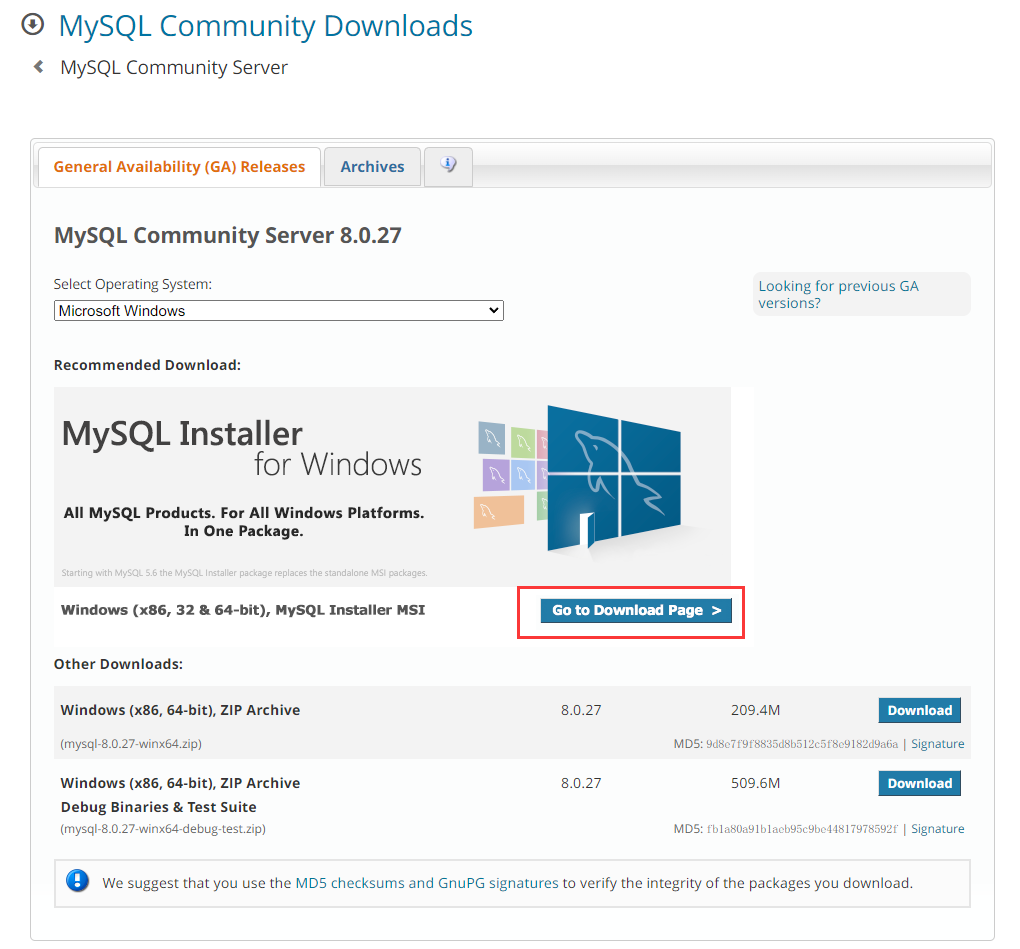 MySQL Community Downloads
MySQL Community Server
General Availability (GA) Releases
Archives
MySQL Community Server 8.0.27
Select Operating System:
Microsoft Windows
Looking for previous GA
versions?
Recommended Download:
MySQL Installer
for Windows
All MySQL Products. For All Windows Platforms.
In One Package.
Starting with MySQL 5.6 the MySQL Installer package replaces the standalone MSI packages.
Windows (x86, 32 & 64-bit), MySQL Installer MSI
Go to Download Page >
Other Downloads:
Windows (x86, 64-bit), ZIP Archive 8.0.27 209.4M Download
(mysql-8.0.27-winx64.zip) MD5: 9d8e7f9f8835d8b512c5f8e9182d9a6a | Signature
Windows (x86, 64-bit), ZIP Archive 8.0.27 509.6M Download
Debug Binaries & Test Suite
(mysql-8.0.27-winx64-debug-test.zip) MD5: fb1a80a91b1aeb95c9be44817978592f | Signature
We suggest that you use the MD5 checksums and GnuPG signatures to verify the integrity of the packages you download.